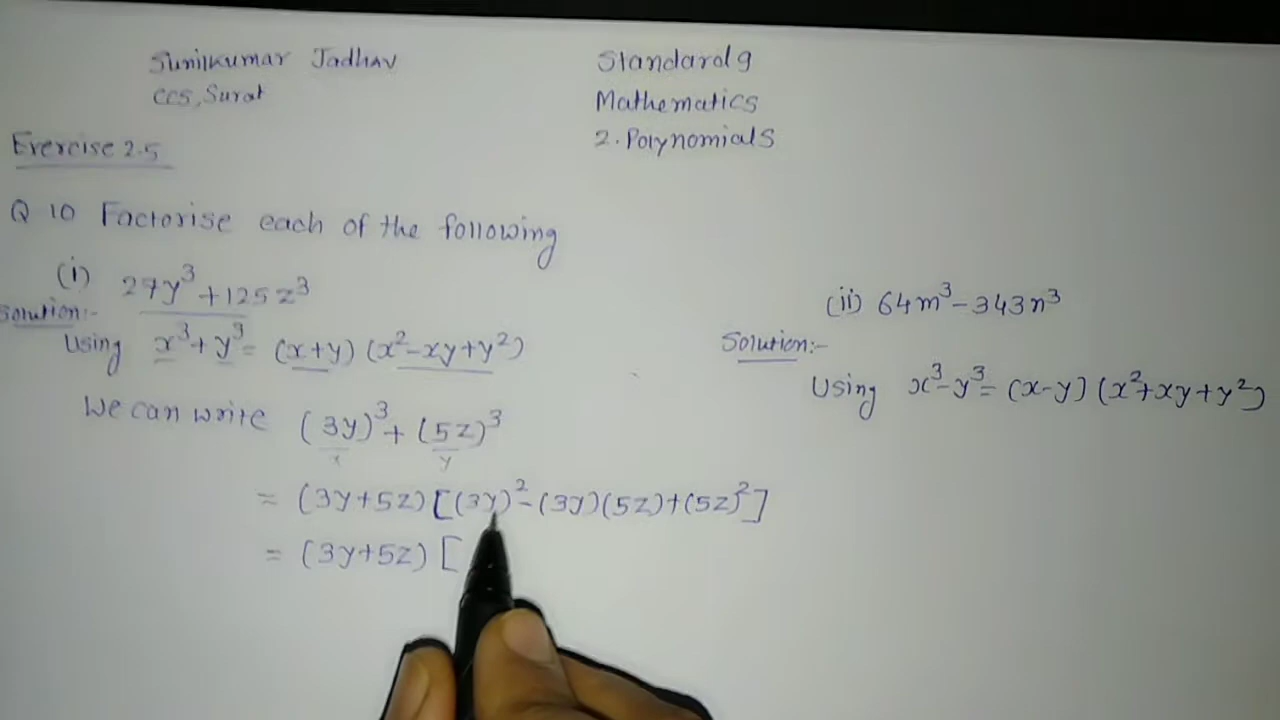 Sunilkumar Jadhav
CCS, Surat
Standard 9
Mathematics
2. Polynomials
Exercise 2.5
Q 10 Factorise each of the following
(i) 27y³ + 125z³
Solution:-
Using x³ + y³ = (x+y) (x² - xy + y²)
We can write (3y)³ + (5z)³
x y
= (3y+5z) [(3y)² - (3y)(5z) + (5z)²]
= (3y+5z) [
(ii) 64m³ - 343n³
Solution:-
Using x³ - y³ = (x-y) (x² + xy + y²)